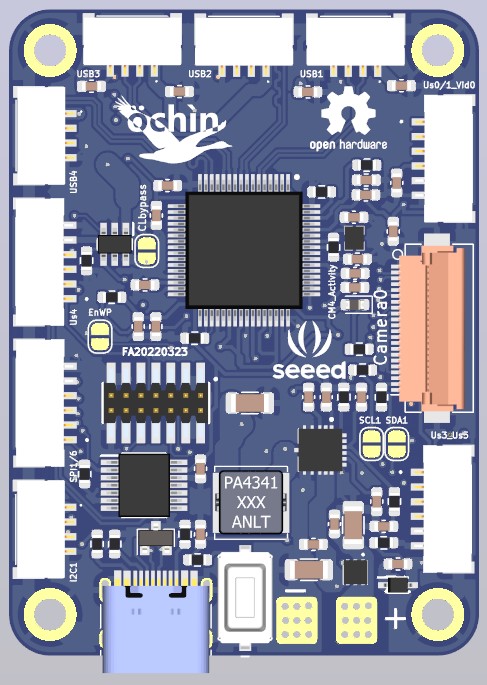 USB3
USB2
USB1
Us0/1_Vid0
öchìn
open hardware
USB4
CLbypass
CM4_Activity
Camera0
Us4
EnWP
FA20220323
seeed
SCL1 SDA1
Us3_Us5
SPI1/6
PA4341
XXX
ANLT
I2C1
− +